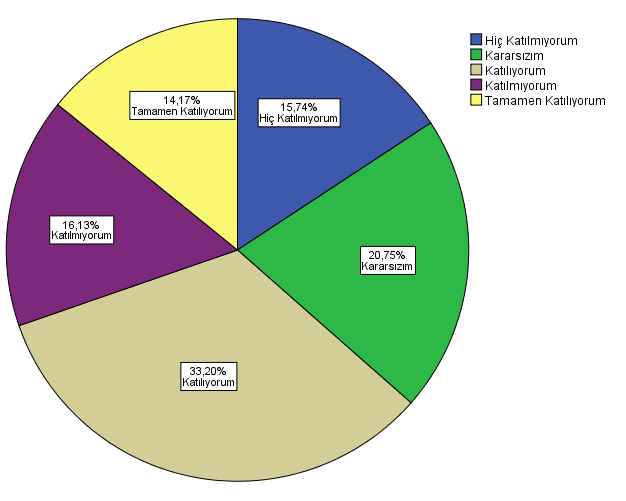 Hiç Katılmıyorum
Kararsızım
Katılıyorum
Katılmıyorum
Tamamen Katılıyorum
14,17%
Tamamen Katılıyorum
15,74%
Hiç Katılmıyorum
16,13%
Katılmıyorum
20,75%
Kararsızım
33,20%
Katılıyorum